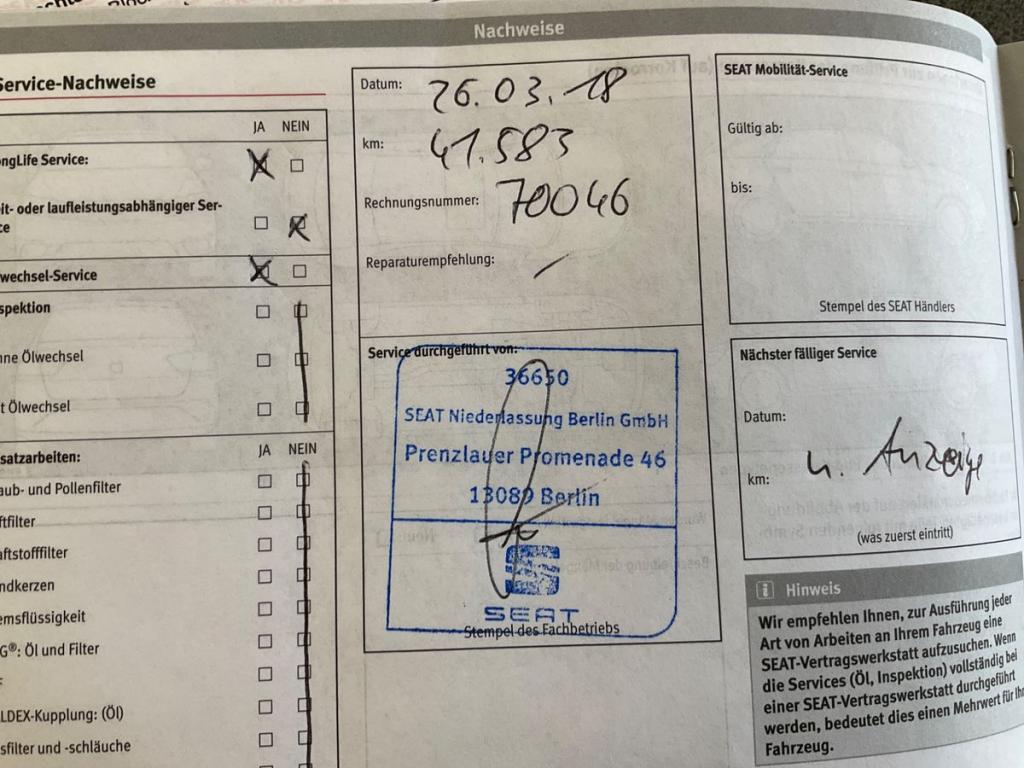 Nachweise
Service-Nachweise
JA NEIN
ongLife Service:
eit- oder laufleistungsabhängiger Ser-
ce
wechsel-Service
spektion
nne Ölwechsel
t Ölwechsel
satzarbeiten: JA NEIN
aub- und Pollenfilter
ftfilter
aftstofffilter
ndkerzen
emsflüssigkeit
G®: Öl und Filter
F
LDEX-Kupplung: (Öl)
sfilter und -schläuche
Datum: 26.03.18
km: 41.583
Rechnungsnummer: 70046
Reparaturempfehlung:
Service durchgeführt von:
36650
SEAT Niederlassung Berlin GmbH
Prenzlauer Promenade 46
13089 Berlin
SEAT
Stempel des Fachbetriebs
SEAT Mobilität-Service
Gültig ab:
bis:
Stempel des SEAT Händlers
Nächster fälliger Service
Datum:
km: n. Anzeige
(was zuerst eintritt)
Hinweis
Wir empfehlen Ihnen, zur Ausführung jeder
Art von Arbeiten an Ihrem Fahrzeug eine
SEAT-Vertragswerkstatt aufzusuchen. Wenn
die Services (Öl, Inspektion) vollständig bei
einer SEAT-Vertragswerkstatt durchgeführt
werden, bedeutet dies einen Mehrwert für Ih
Fahrzeug.